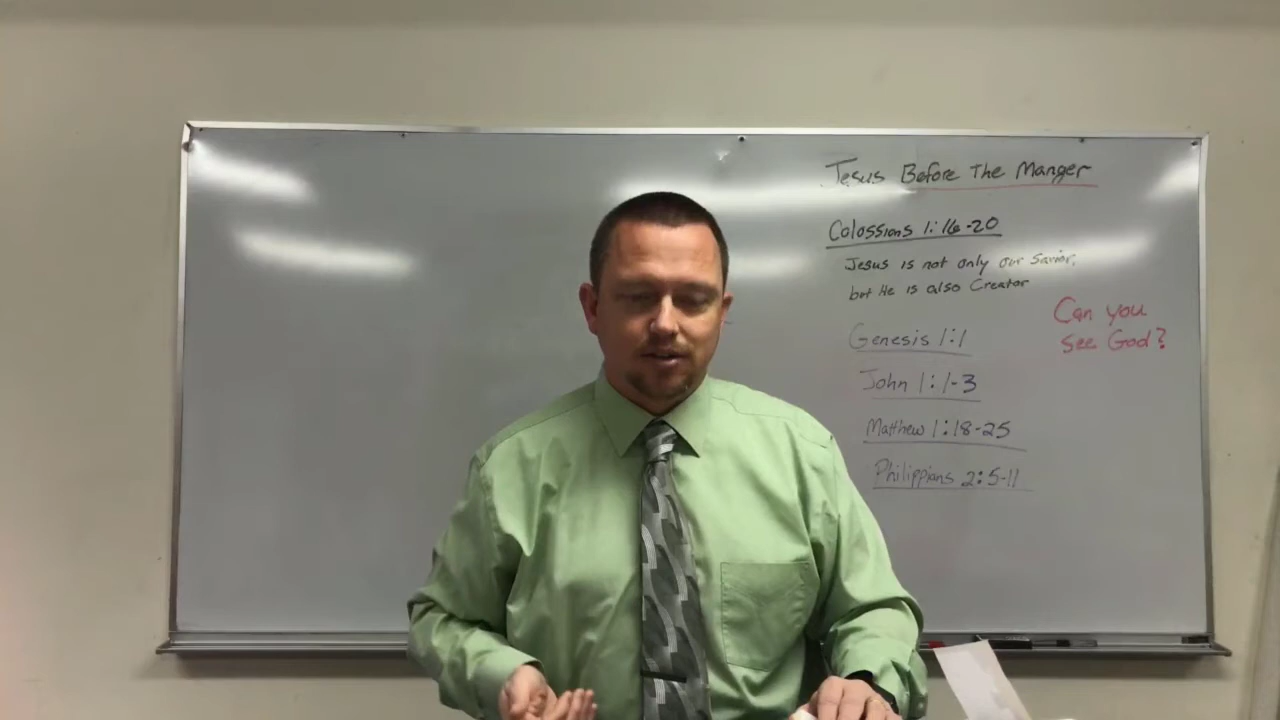 Jesus Before The Manger
Colossians 1:16-20
Jesus is not only our Savior,
but He is also Creator
Can you
see God?
Genesis 1:1
John 1:1-3
Matthew 1:18-25
Philippians 2:5-11